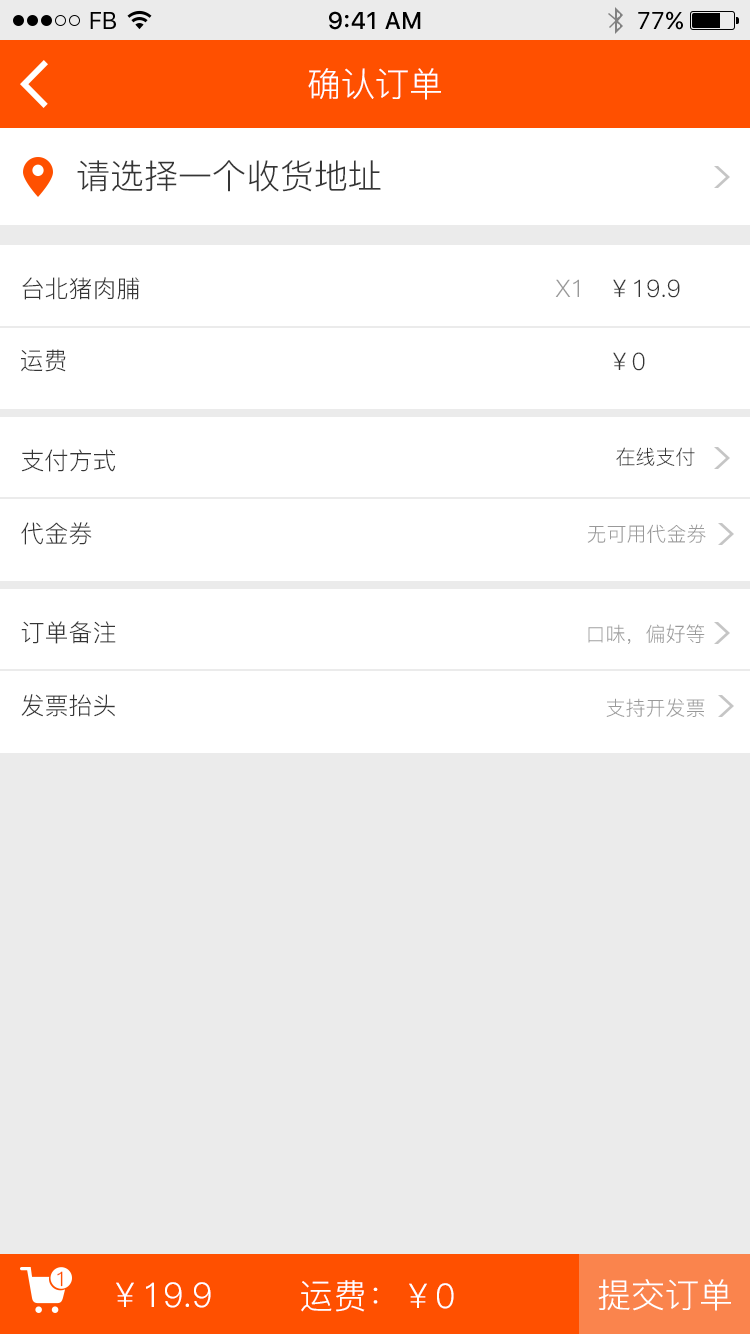 FB 9:41 AM 77%
确认订单
请选择一个收货地址
台北猪肉脯 X1 ¥19.9
运费 ¥0
支付方式 在线支付
代金券 无可用代金券
订单备注 口味，偏好等
发票抬头 支持开发票
1 ¥19.9 运费： ¥0 提交订单